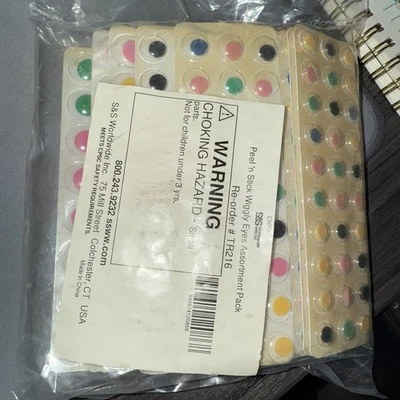 Peel 'n Stick Wiggly Eyes Assortment Pack
Re-order # TR216
WARNING
CHOKING HAZARD - Small
parts.
Not for children under 3 yrs.
800.243.9232 ssww.com
S&S Worldwide Inc. 75 Mill Street Colchester, CT USA
MEETS CPSC SAFETY REQUIREMENTS.
Made in China